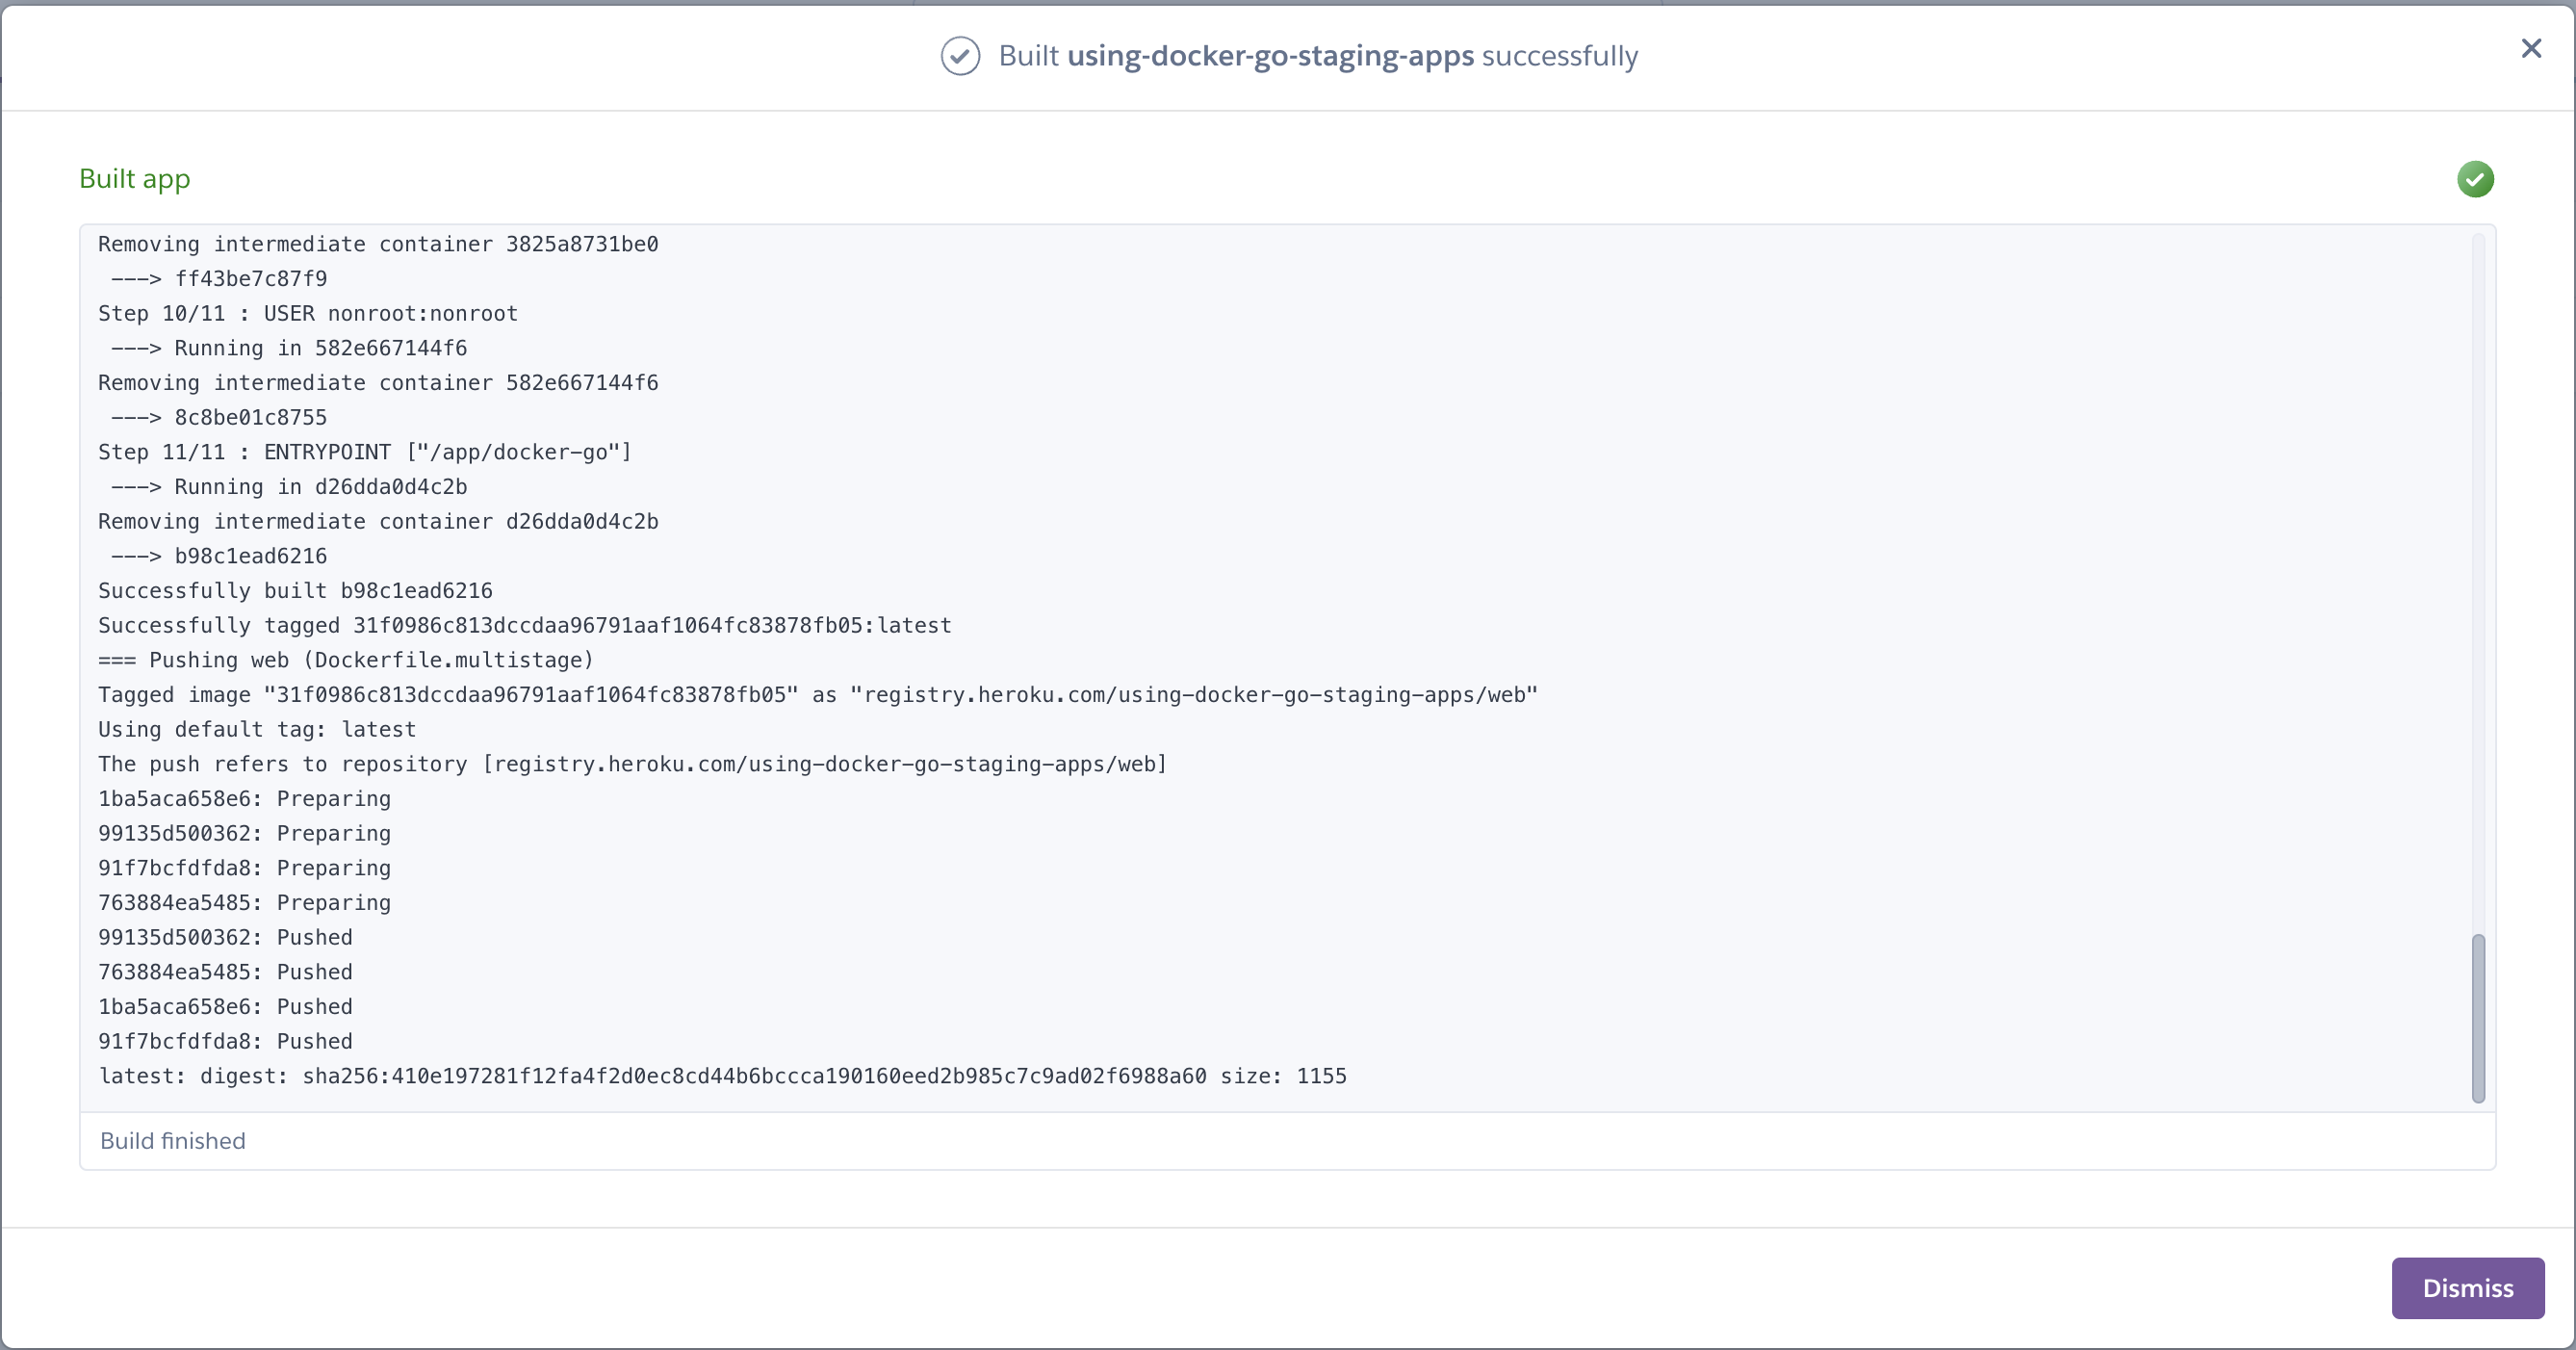 Built using-docker-go-staging-apps successfully
Built app
Removing intermediate container 3825a8731be0
 ---> ff43be7c87f9
Step 10/11 : USER nonroot:nonroot
 ---> Running in 582e667144f6
Removing intermediate container 582e667144f6
 ---> 8c8be01c8755
Step 11/11 : ENTRYPOINT ["/app/docker-go"]
 ---> Running in d26dda0d4c2b
Removing intermediate container d26dda0d4c2b
 ---> b98c1ead6216
Successfully built b98c1ead6216
Successfully tagged 31f0986c813dccdaa96791aaf1064fc83878fb05:latest
=== Pushing web (Dockerfile.multistage)
Tagged image "31f0986c813dccdaa96791aaf1064fc83878fb05" as "registry.heroku.com/using-docker-go-staging-apps/web"
Using default tag: latest
The push refers to repository [registry.heroku.com/using-docker-go-staging-apps/web]
1ba5aca658e6: Preparing
99135d500362: Preparing
91f7bcfdfda8: Preparing
763884ea5485: Preparing
99135d500362: Pushed
763884ea5485: Pushed
1ba5aca658e6: Pushed
91f7bcfdfda8: Pushed
latest: digest: sha256:410e197281f12fa4f2d0ec8cd44b6bccca190160eed2b985c7c9ad02f6988a60 size: 1155
Build finished
Dismiss